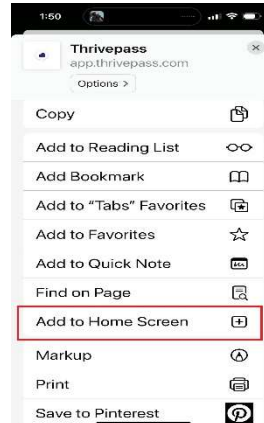 1:50
Thrivepass
app.thrivepass.com
Options >
Copy
Add to Reading List
Add Bookmark
Add to "Tabs" Favorites
Add to Favorites
Add to Quick Note
Find on Page
Add to Home Screen
Markup
Print
Save to Pinterest